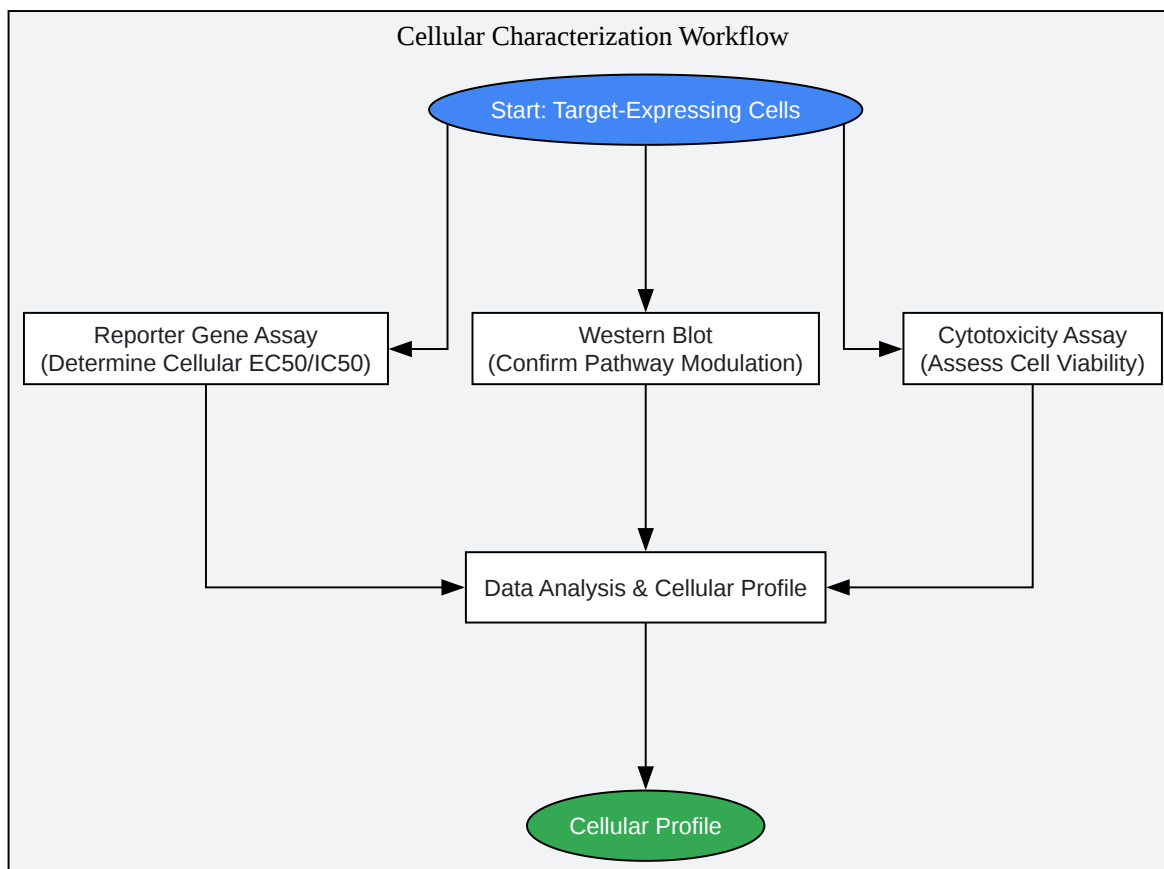 Cellular Characterization Workflow
Start: Target-Expressing Cells
Reporter Gene Assay
(Determine Cellular EC50/IC50)
Western Blot
(Confirm Pathway Modulation)
Cytotoxicity Assay
(Assess Cell Viability)
Data Analysis & Cellular Profile
Cellular Profile